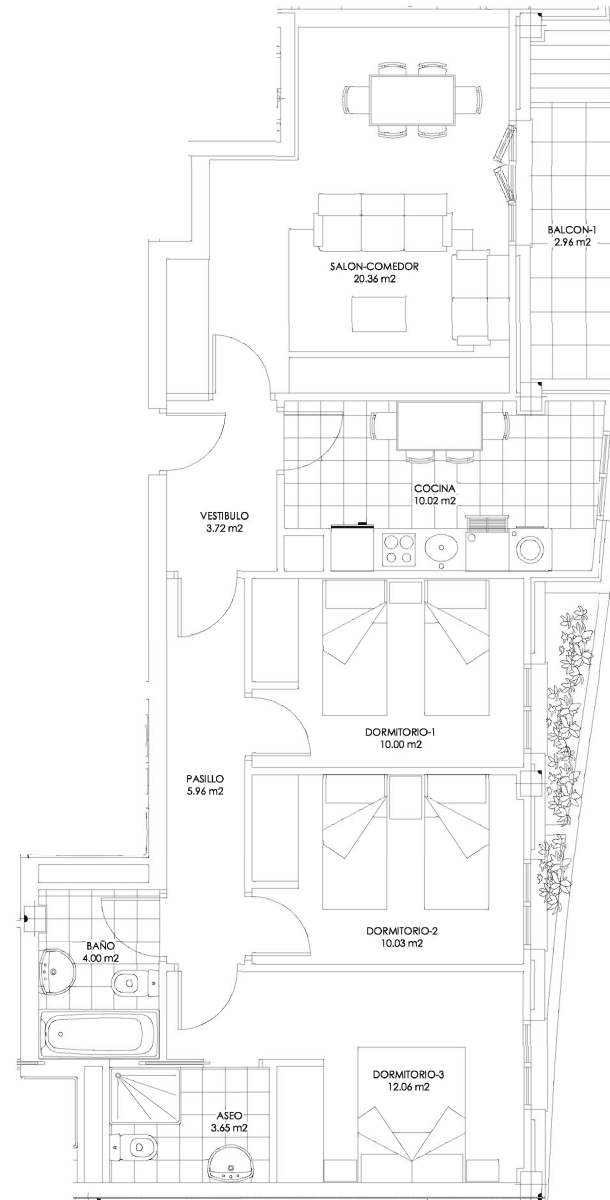 BALCON-1
2.96 m2
SALON-COMEDOR
20.36 m2
COCINA
10.02 m2
VESTIBULO
3.72 m2
DORMITORIO-1
10.00 m2
PASILLO
5.96 m2
DORMITORIO-2
10.03 m2
BAÑO
4.00 m2
DORMITORIO-3
12.06 m2
ASEO
3.65 m2